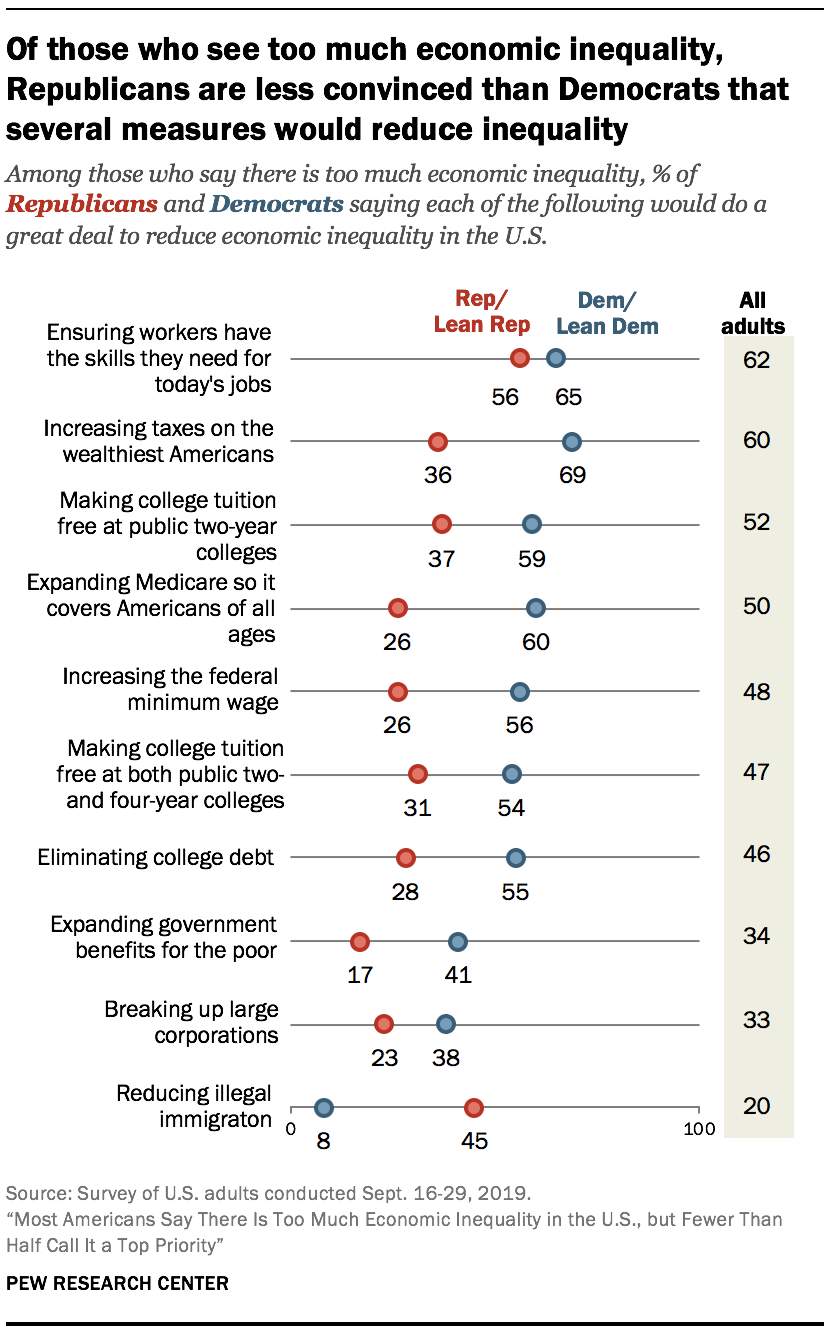 Of those who see too much economic inequality,
Republicans are less convinced than Democrats that
several measures would reduce inequality
Among those who say there is too much economic inequality, % of
Republicans and Democrats saying each of the following would do a
great deal to reduce economic inequality in the U.S.
Rep/
Lean Rep
Dem/
Lean Dem
All
adults
Ensuring workers have
the skills they need for
today's jobs
56 65
62
Increasing taxes on the
wealthiest Americans
36 69
60
Making college tuition
free at public two-year
colleges
37 59
52
Expanding Medicare so it
covers Americans of all
ages
26 60
50
Increasing the federal
minimum wage
26 56
48
Making college tuition
free at both public two-
and four-year colleges
31 54
47
Eliminating college debt
28 55
46
Expanding government
benefits for the poor
17 41
34
Breaking up large
corporations
23 38
33
Reducing illegal
immigraton
0 100
8 45
20
Source: Survey of U.S. adults conducted Sept. 16-29, 2019.
“Most Americans Say There Is Too Much Economic Inequality in the U.S., but Fewer Than
Half Call It a Top Priority”
PEW RESEARCH CENTER